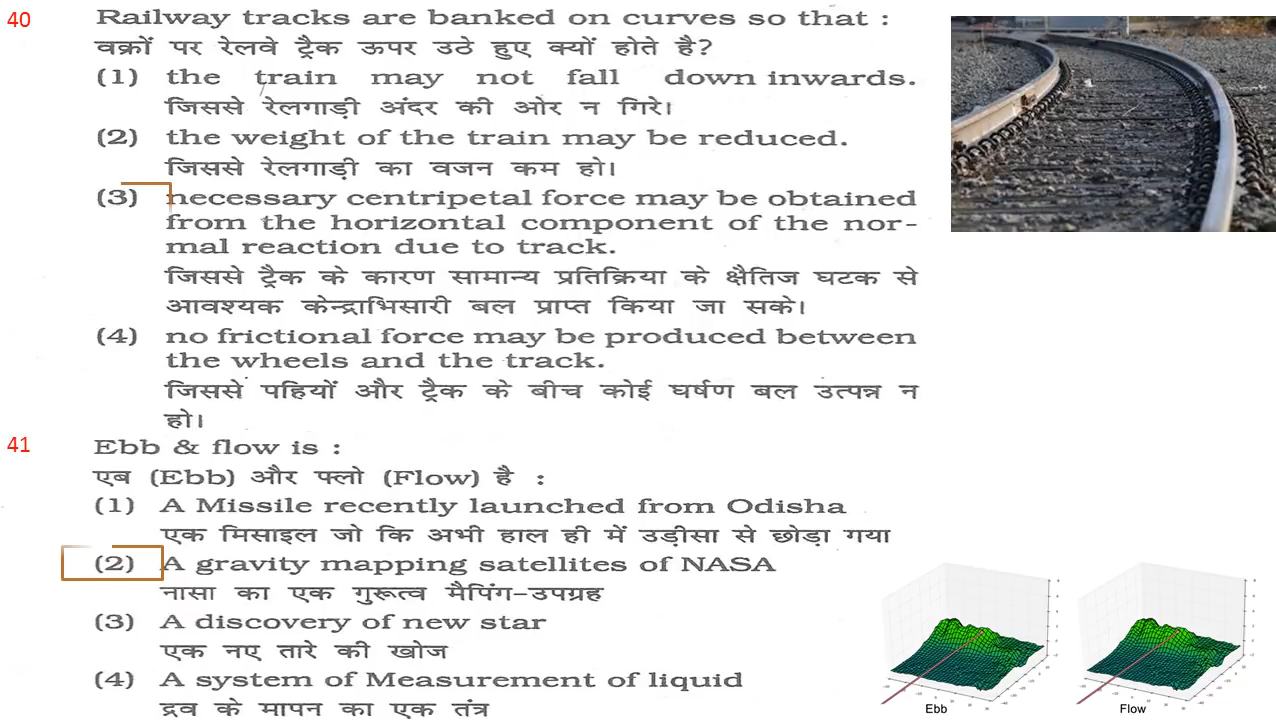 40
Railway tracks are banked on curves so that :
वक्रों पर रेलवे ट्रैक ऊपर उठे हुए क्यों होते है?
(1) the train may not fall down inwards.
जिससे रेलगाड़ी अंदर की ओर न गिरे।
(2) the weight of the train may be reduced.
जिससे रेलगाड़ी का वजन कम हो।
(3) necessary centripetal force may be obtained
from the horizontal component of the nor-
mal reaction due to track.
जिससे ट्रैक के कारण सामान्य प्रतिक्रिया के क्षैतिज घटक से
आवश्यक केन्द्राभिसारी बल प्राप्त किया जा सके।
(4) no frictional force may be produced between
the wheels and the track.
जिससे पहियों और ट्रैक के बीच कोई घर्षण बल उत्पन्न न
हो।
41
Ebb & flow is :
एब (Ebb) और फ्लो (Flow) है :
(1) A Missile recently launched from Odisha
एक मिसाइल जो कि अभी हाल ही में उड़ीसा से छोड़ा गया
(2) A gravity mapping satellites of NASA
नासा का एक गुरूत्व मैपिंग-उपग्रह
(3) A discovery of new star
एक नए तारे की खोज
(4) A system of Measurement of liquid
द्रव के मापन का एक तंत्र
Ebb
Flow